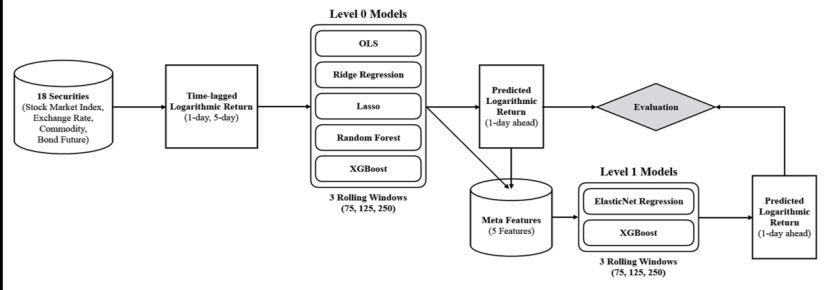 Level 0 Models
OLS
Ridge Regression
Lasso
Random Forest
XGBoost
3 Rolling Windows
(75, 125, 250)
18 Securities
(Stock Market Index,
Exchange Rate,
Commodity,
Bond Future)
Time-lagged
Logarithmic Return
(1-day, 5-day)
Predicted
Logarithmic
Return
(1-day ahead)
Evaluation
Meta Features
(5 Features)
Level 1 Models
ElasticNet Regression
XGBoost
3 Rolling Windows
(75, 125, 250)
Predicted
Logarithmic
Return
(1-day ahead)